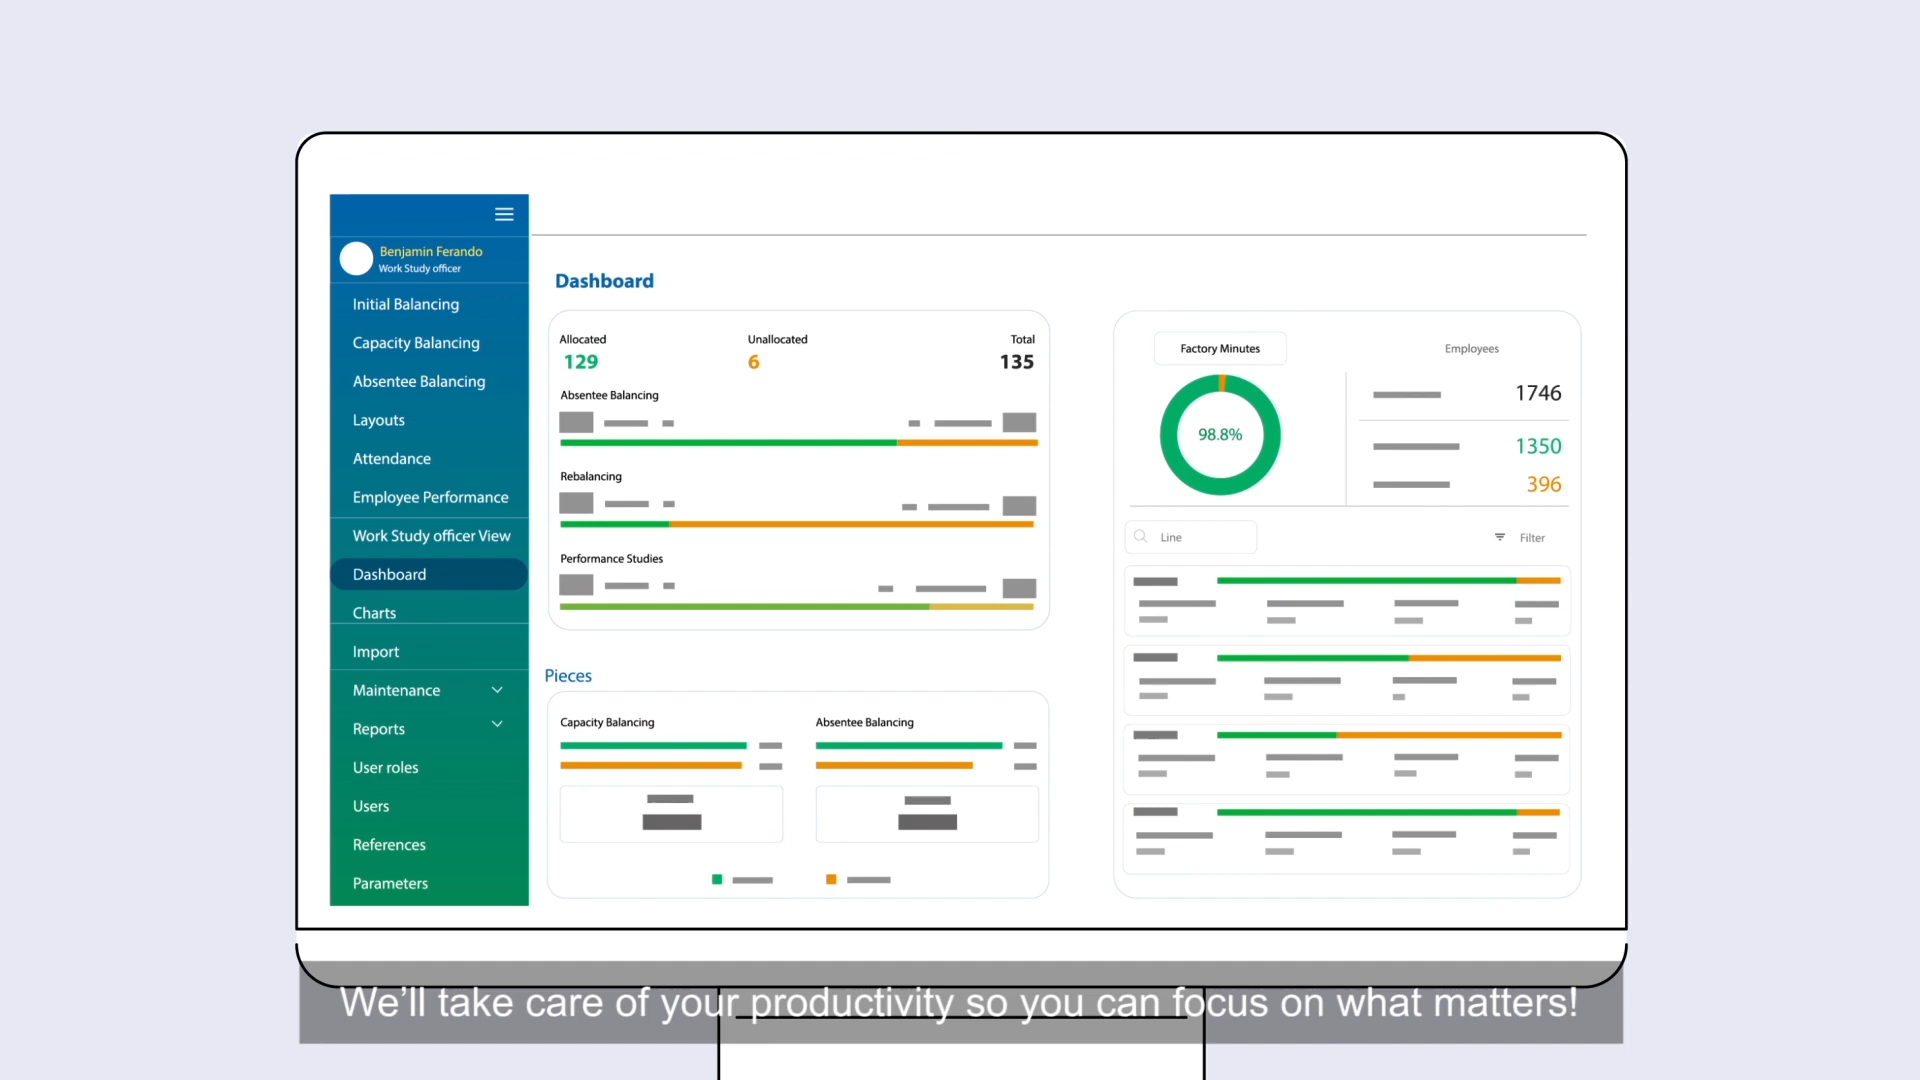 Benjamin Ferando
Work Study officer
Initial Balancing
Capacity Balancing
Absentee Balancing
Layouts
Attendance
Employee Performance
Work Study officer View
Dashboard
Charts
Import
Maintenance
Reports
User roles
Users
References
Parameters
Dashboard
Allocated Unallocated Total
129 6 135
Absentee Balancing
Rebalancing
Performance Studies
Pieces
Capacity Balancing Absentee Balancing
Factory Minutes Employees
98.8%
1746
1350
396
Line Filter
We'll take care of your productivity so you can focus on what matters!